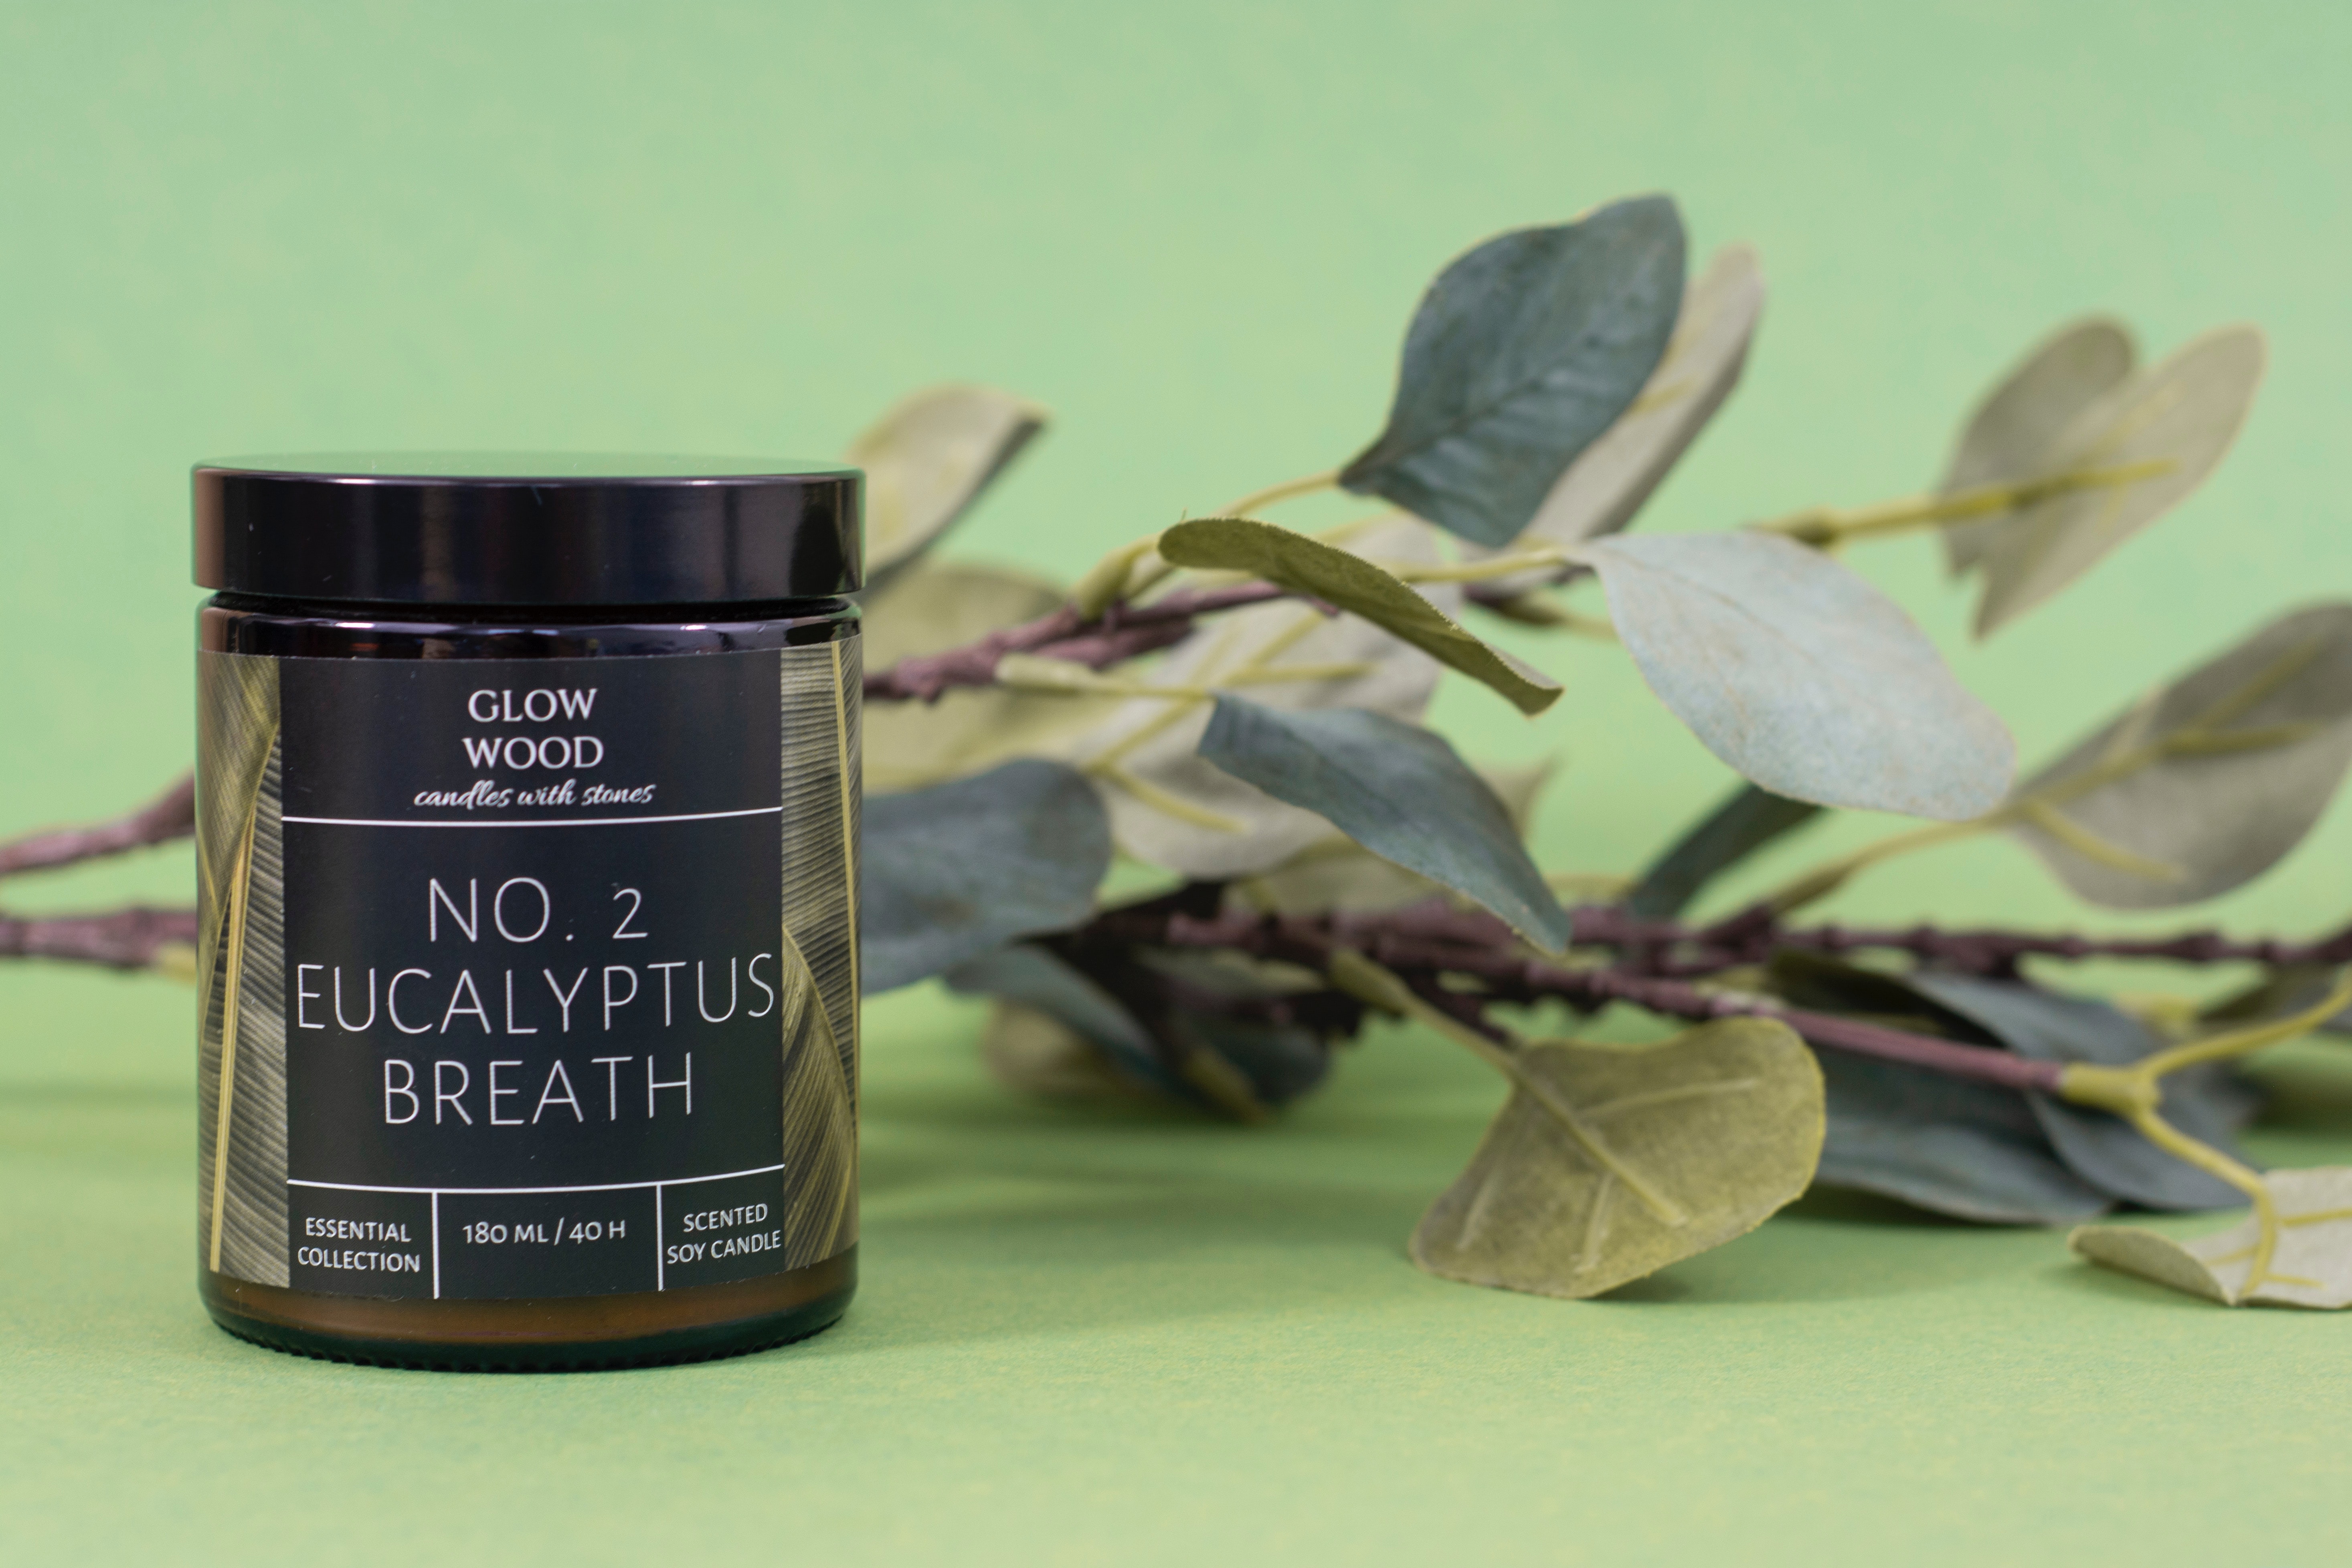 GLOW
WOOD
candles with stones
NO. 2
EUCALYPTUS
BREATH
ESSENTIAL
COLLECTION
180 ML / 40 H
SCENTED
SOY CANDLE